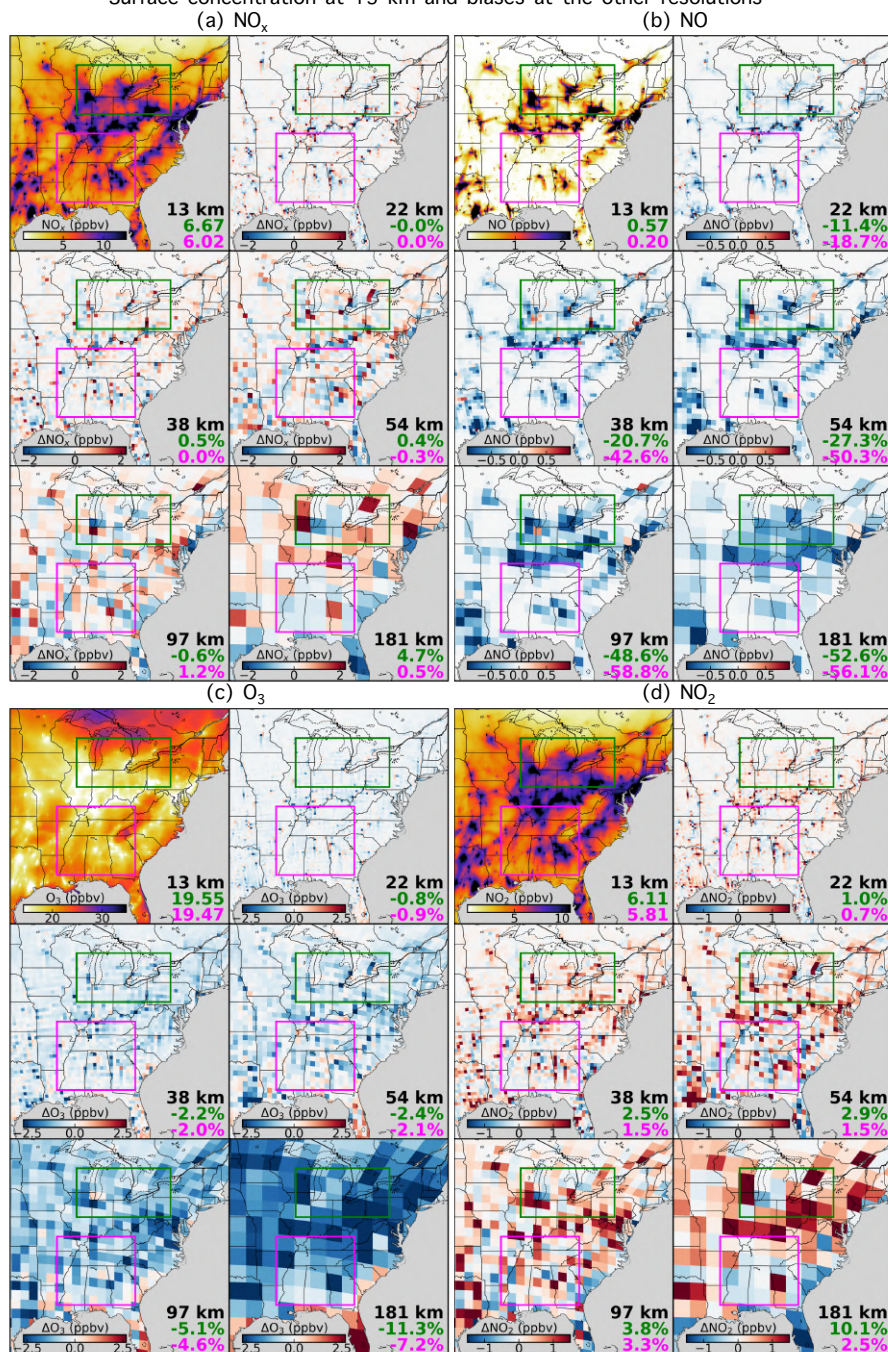 Surface concentration at 13 km and biases at the other resolutions
(a) NOₓ
13 km
6.67
6.02
NOₓ (ppbv)
5 10
22 km
-0.0%
0.0%
ΔNOₓ (ppbv)
−2 0 2
38 km
0.5%
0.0%
ΔNOₓ (ppbv)
−2 0 2
54 km
0.4%
0.3%
ΔNOₓ (ppbv)
−2 0 2
97 km
-0.6%
1.2%
ΔNOₓ (ppbv)
−2 0 2
181 km
4.7%
0.5%
ΔNOₓ (ppbv)
−2 0 2
(b) NO
13 km
0.57
0.20
NO (ppbv)
1 2
22 km
-11.4%
-18.7%
ΔNO (ppbv)
−0.5 0.0 0.5
38 km
-20.7%
-42.6%
ΔNO (ppbv)
−0.5 0.0 0.5
54 km
-27.3%
-50.3%
ΔNO (ppbv)
−0.5 0.0 0.5
97 km
-48.6%
-58.8%
ΔNO (ppbv)
−0.5 0.0 0.5
181 km
-52.6%
-56.1%
ΔNO (ppbv)
−0.5 0.0 0.5
(c) O₃
13 km
19.55
19.47
O₃ (ppbv)
20 30
22 km
-0.8%
-0.9%
ΔO₃ (ppbv)
−2.5 0.0 2.5
38 km
-2.2%
-2.0%
ΔO₃ (ppbv)
−2.5 0.0 2.5
54 km
-2.4%
-2.1%
ΔO₃ (ppbv)
−2.5 0.0 2.5
97 km
-5.1%
-4.6%
ΔO₃ (ppbv)
−2.5 0.0 2.5
181 km
-11.3%
-7.2%
ΔO₃ (ppbv)
−2.5 0.0 2.5
(d) NO₂
13 km
6.11
5.81
NO₂ (ppbv)
5 10
22 km
1.0%
0.7%
ΔNO₂ (ppbv)
−1 0 1
38 km
2.5%
1.5%
ΔNO₂ (ppbv)
−1 0 1
54 km
2.9%
1.5%
ΔNO₂ (ppbv)
−1 0 1
97 km
3.8%
3.3%
ΔNO₂ (ppbv)
−1 0 1
181 km
10.1%
2.5%
ΔNO₂ (ppbv)
−1 0 1